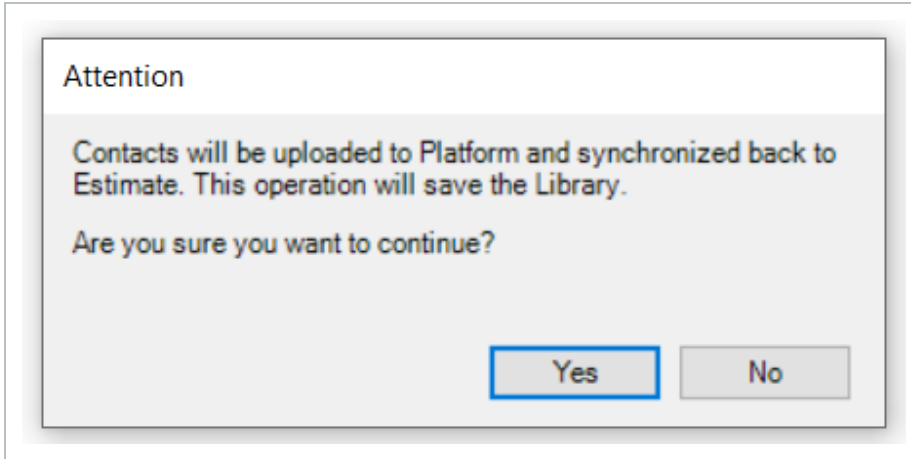 Attention
Contacts will be uploaded to Platform and synchronized back to
Estimate. This operation will save the Library.
Are you sure you want to continue?
Yes No